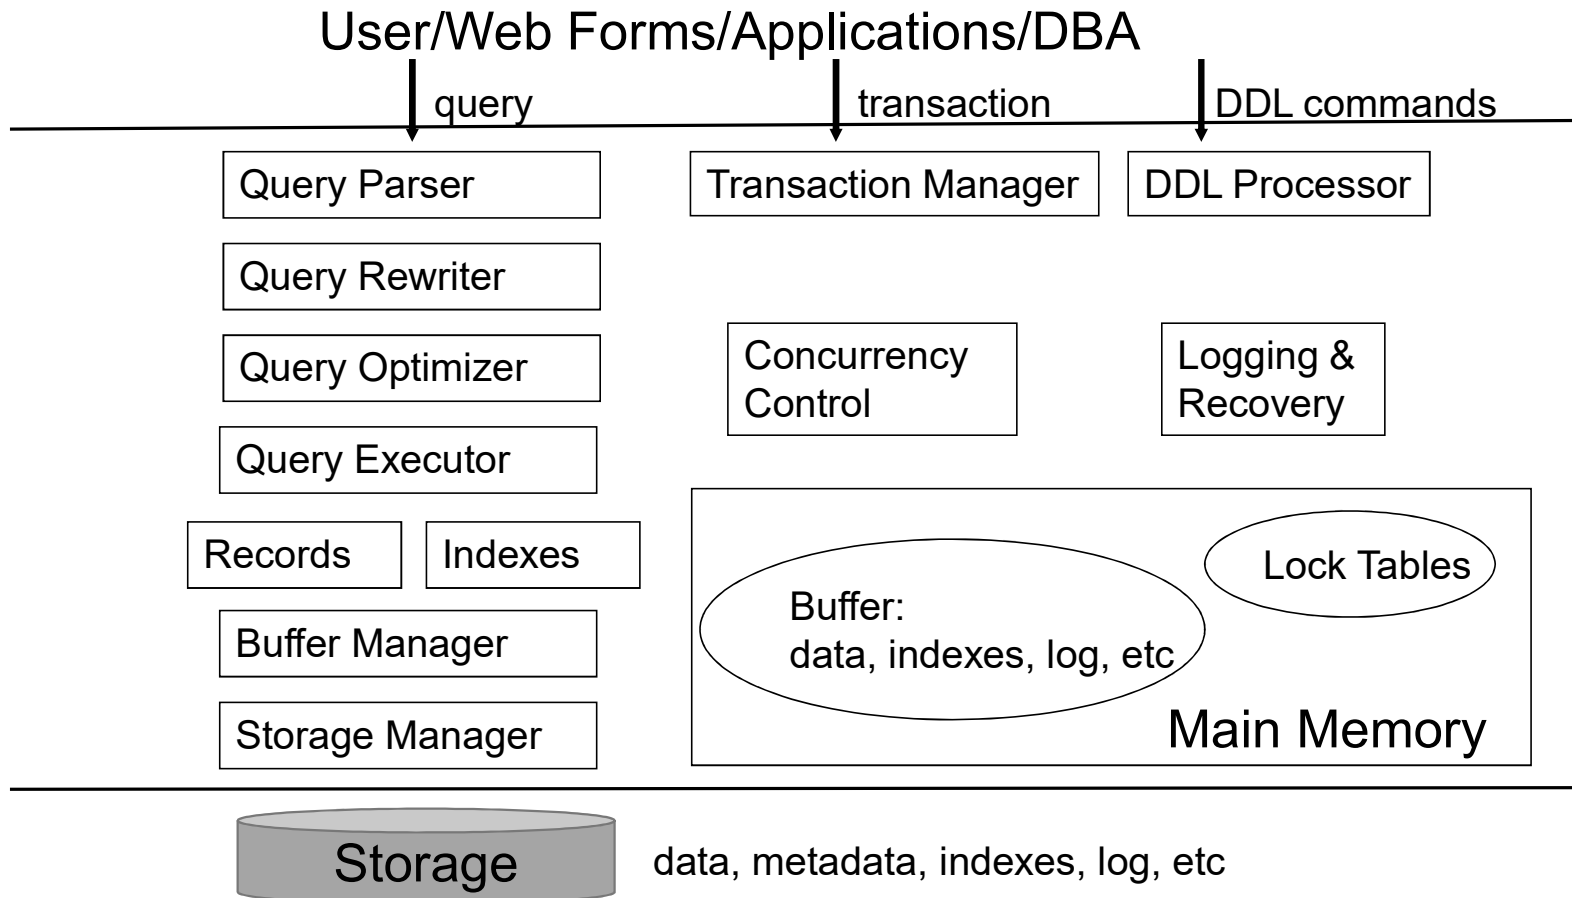 User/Web Forms/Applications/DBA
query
transaction
DDL commands
Query Parser
Transaction Manager
DDL Processor
Query Rewriter
Query Optimizer
Concurrency
Control
Logging &
Recovery
Query Executor
Records
Indexes
Lock Tables
Buffer:
data, indexes, log, etc
Buffer Manager
Storage Manager
Main Memory
Storage
data, metadata, indexes, log, etc